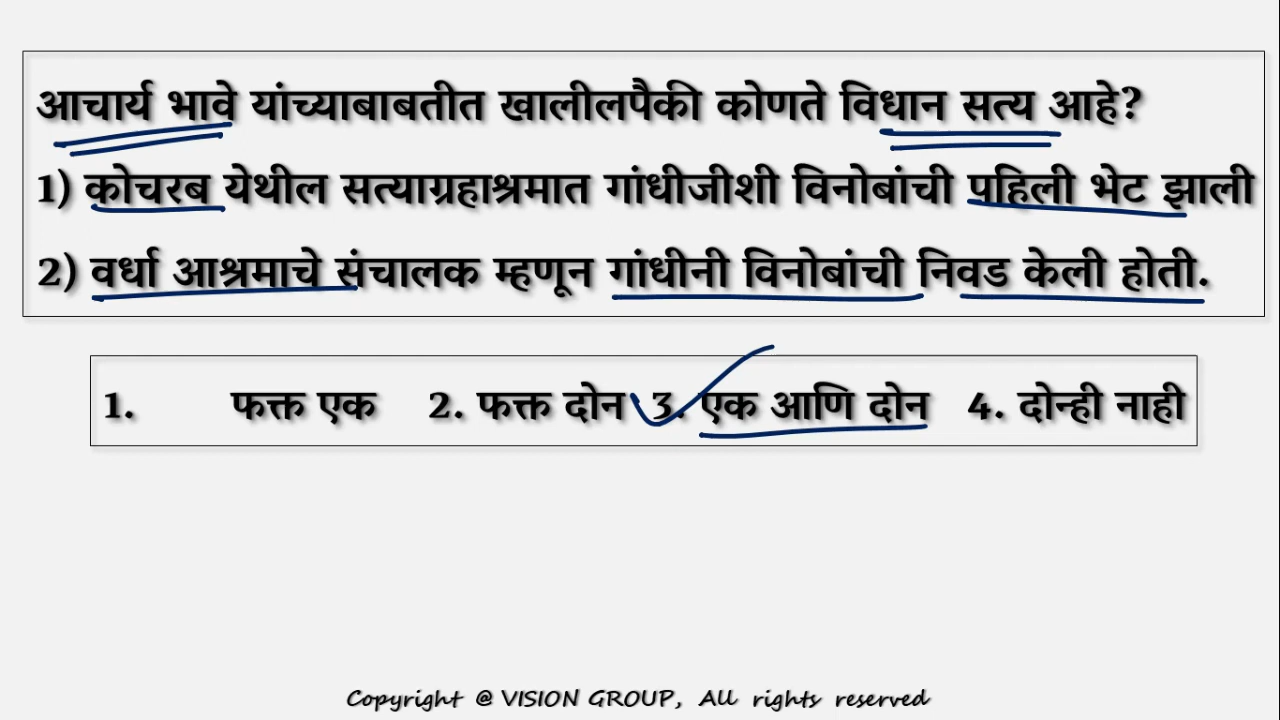 आचार्य भावे यांच्याबाबतीत खालीलपैकी कोणते विधान सत्य आहे?
1) कोचरब येथील सत्याग्रहाश्रमात गांधीजीशी विनोबांची पहिली भेट झाली
2) वर्धा आश्रमाचे संचालक म्हणून गांधीनी विनोबांची निवड केली होती.
1. फक्त एक 2. फक्त दोन 3. एक आणि दोन 4. दोन्ही नाही
Copyright @ VISION GROUP, All rights reserved